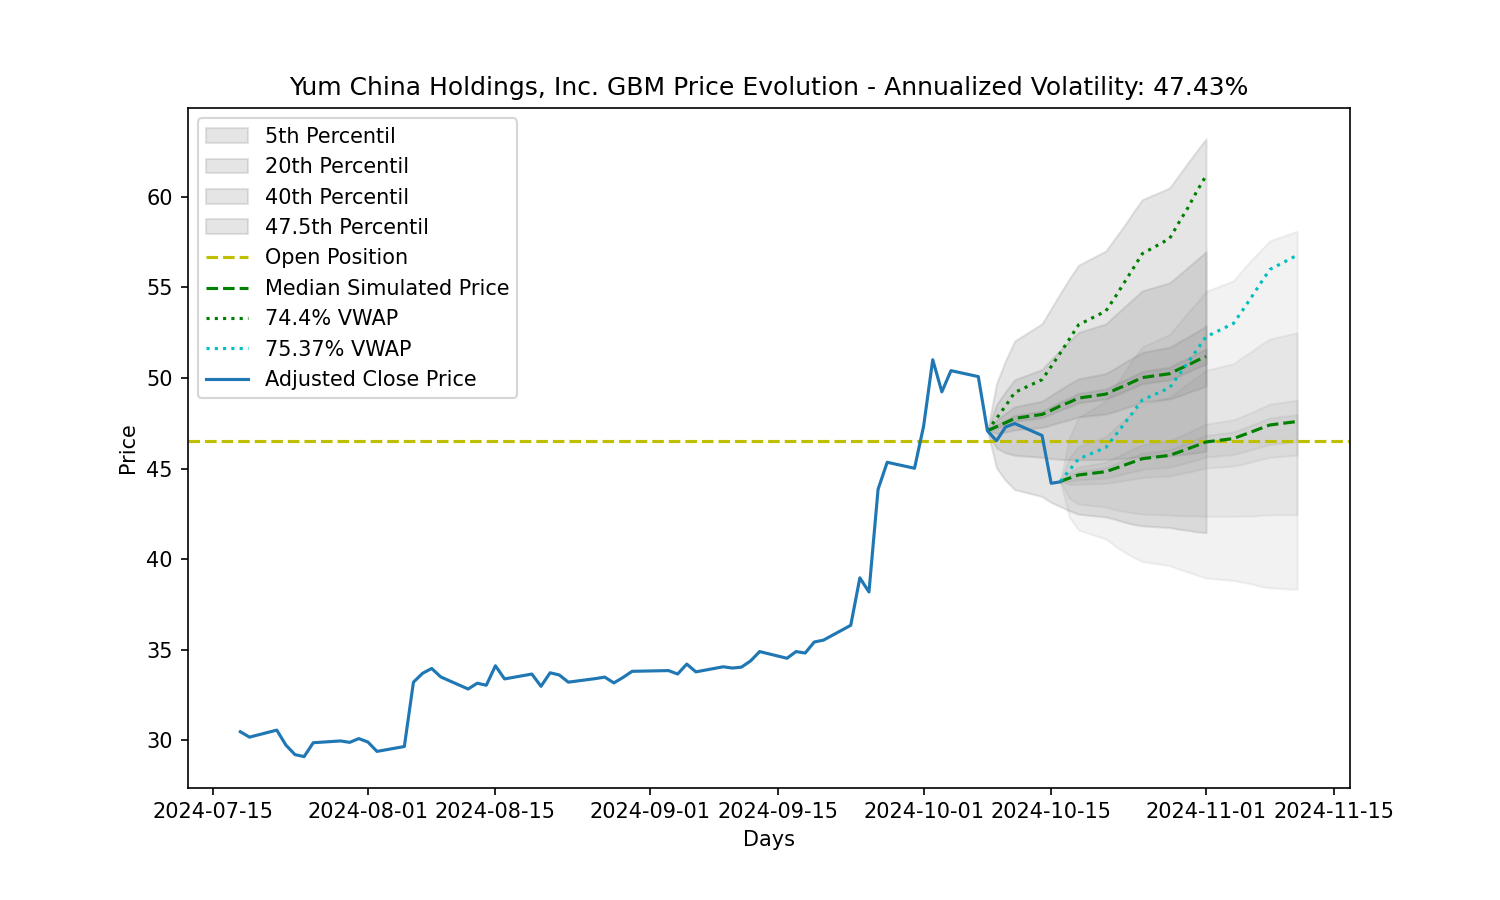 Yum China Holdings, Inc. GBM Price Evolution - Annualized Volatility: 47.43%
5th Percentil
20th Percentil
40th Percentil
47.5th Percentil
Open Position
Median Simulated Price
74.4% VWAP
75.37% VWAP
Adjusted Close Price
Price
60
55
50
45
40
35
30
2024-07-15 2024-08-01 2024-08-15 2024-09-01 2024-09-15 2024-10-01 2024-10-15 2024-11-01 2024-11-15
Days